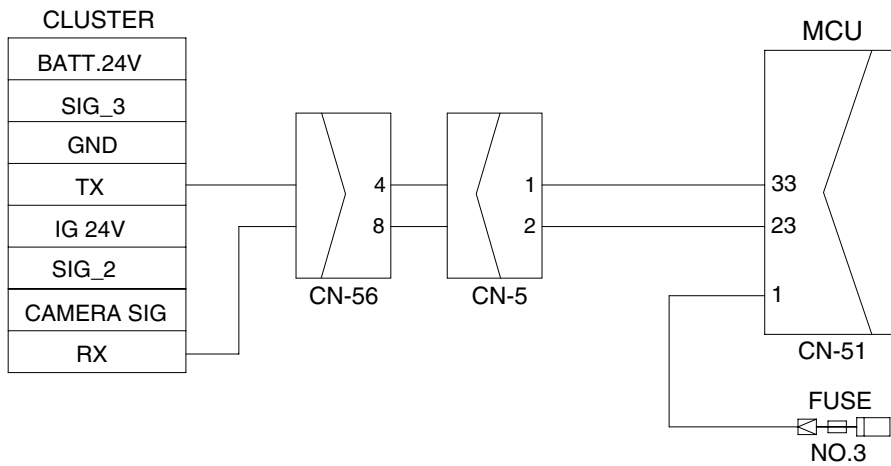 CLUSTER
BATT.24V
SIG_3
GND
TX
IG 24V
SIG_2
CAMERA SIG
RX
4
8
CN-56
1
2
CN-5
MCU
33
23
1
CN-51
FUSE
NO.3